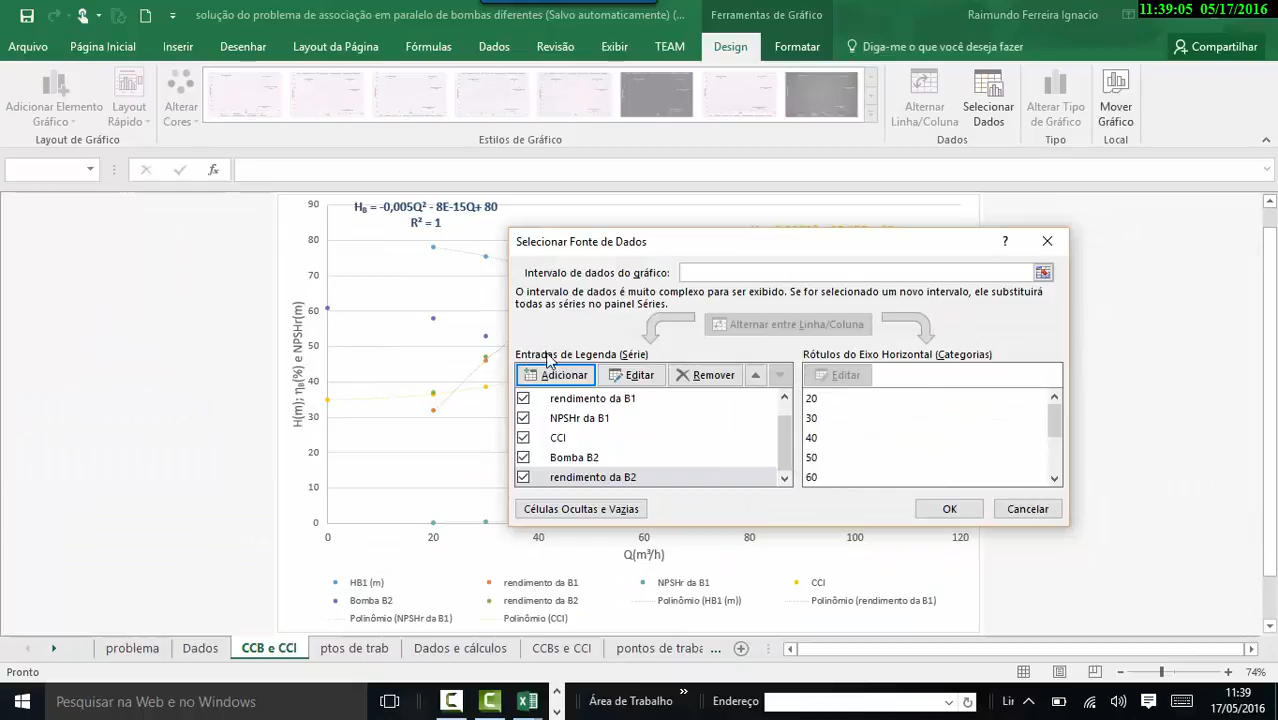 11:39:05 05/17/2016
solução do problema de associação em paralelo de bombas diferentes (Salvo automaticamente) (...
Ferramentas de Gráfico
Raimundo Ferreira Ignacio
Arquivo
Página Inicial
Inserir
Desenhar
Layout da Página
Fórmulas
Dados
Revisão
Exibir
TEAM
Design
Formatar
Diga-me o que você deseja fazer
Compartilhar
Adicionar Elemento de Gráfico
Layout Rápido
Alterar Cores
Alternar Linha/Coluna
Selecionar Dados
Alterar Tipo de Gráfico
Mover Gráfico
Layout de Gráfico
Estilos de Gráfico
Dados
Tipo
Local
fx
90
80
70
60
50
40
30
20
10
0
H(m); ηB(%) e NPSHr(m)
HB = -0,005Q² - 8E-15Q+ 80
R² = 1
Selecionar Fonte de Dados
?
Intervalo de dados do gráfico:
O intervalo de dados é muito complexo para ser exibido. Se for selecionado um novo intervalo, ele substituirá
todas as séries no painel Séries.
Alternar entre Linha/Coluna
Entradas de Legenda (Série)
Rótulos do Eixo Horizontal (Categorias)
Adicionar
Editar
Remover
Editar
rendimento da B1
NPSHr da B1
CCI
Bomba B2
rendimento da B2
20
30
40
50
60
Células Ocultas e Vazias
OK
Cancelar
0 20 40 60 80 100 120
Q(m³/h)
HB1 (m)
rendimento da B1
NPSHr da B1
CCI
Bomba B2
rendimento da B2
Polinômio (HB1 (m))
Polinômio (rendimento da B1)
Polinômio (NPSHr da B1)
Polinômio (CCI)
problema
Dados
CCB e CCI
ptos de trab
Dados e cálculos
CCBs e CCI
pontos de traba
...
Pronto
74%
Pesquisar na Web e no Windows
Área de Trabalho
Endereço
Lir
11:39
17/05/2016